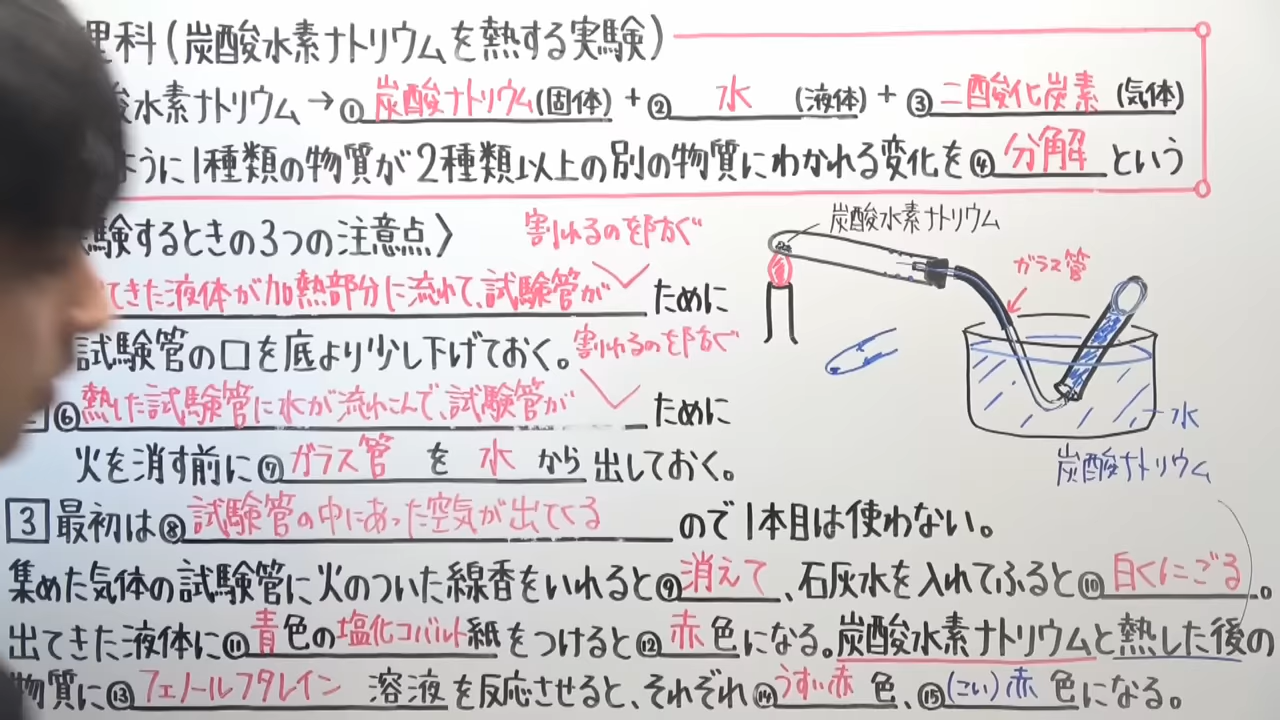 理科(炭酸水素ナトリウムを熱する実験)
酸水素ナトリウム → ①炭酸ナトリウム(固体) + ②水 (液体) + ③二酸化炭素 (気体)
ように1種類の物質が2種類以上の別の物質にわかれる変化を④分解という
験するときの3つの注意点〉
割れるのを防ぐ
てきた液体が加熱部分に流れて、試験管が ために
試験管の口を底より少し下げておく。
割れるのを防ぐ
⑥熱した試験管に水が流れこんで、試験管が ために
火を消す前に⑦ガラス管 を 水 から出しておく。
炭酸水素ナトリウム
ガラス管
水
炭酸ナトリウム
3 最初は⑧試験管の中にあった空気が出てくる ので1本目は使わない。
集めた気体の試験管に火のついた線香をいれると⑨消えて、石灰水を入れてふると⑩白くにごる。
出てきた液体に⑪青色の塩化コバルト紙をつけると⑫赤色になる。炭酸水素ナトリウムと熱した後の
物質に⑬フェノールフタレイン 溶液を反応させると、それぞれ⑭うすい赤 色、⑮(こい)赤 色になる。